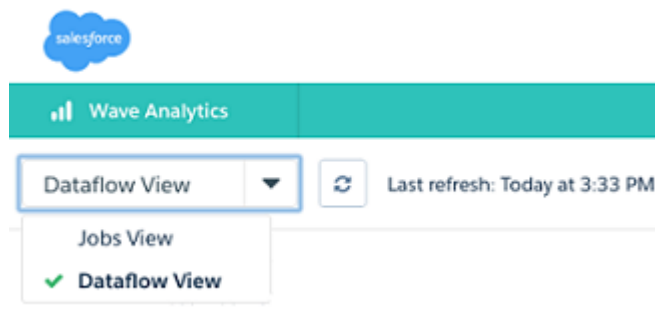 salesforce
Wave Analytics
Dataflow View
Last refresh: Today at 3:33 PM
Jobs View
Dataflow View